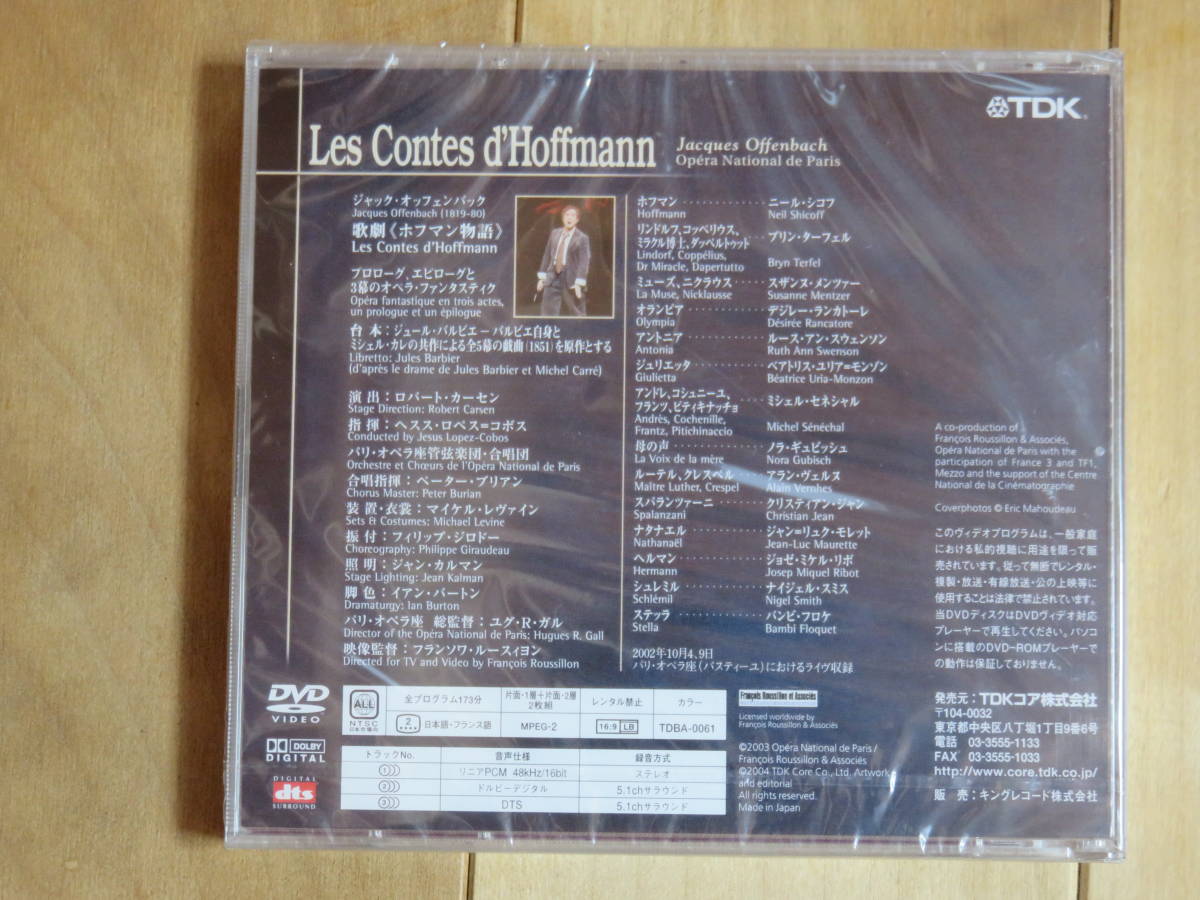 TDK
Les Contes d'Hoffmann
Jacques Offenbach
Opéra National de Paris
ジャック・オッフェンバック
Jacques Offenbach (1819-80)
歌劇《ホフマン物語》
Les Contes d'Hoffmann
プロローグ、エピローグと
3幕のオペラ・ファンタスティク
Opéra fantastique en trois actes,
un prologue et un épilogue
台 本：ジュール・バルビエ－バルビエ自身と
ミシェル・カレの共作による全5幕の戯曲（1851）を原作とする
Libretto: Jules Barbier
(d'après le drame de Jules Barbier et Michel Carré)
演 出：ロバート・カーセン
Stage Direction: Robert Carsen
指 揮：ヘスス・ロペス＝コボス
Conducted by Jesus Lopez-Cobos
パリ・オペラ座管弦楽団・合唱団
Orchestre et Chœurs de l'Opéra National de Paris
合唱指揮：ペーター・ブリアン
Chorus Master: Peter Burian
装置・衣裳：マイケル・レヴァイン
Sets & Costumes: Michael Levine
振 付：フィリップ・ジロドー
Choreography: Philippe Giraudeau
照 明：ジャン・カルマン
Stage Lighting: Jean Kalman
脚 色：イアン・バートン
Dramaturgy: Ian Burton
パリ・オペラ座 総監督：ユグ・R・ガル
Director of the Opéra National de Paris: Hugues R. Gall
映像監督：フランソワ・ルースィヨン
Directed for TV and Video by François Roussillon
ホフマン ············ ニール・シコフ
Hoffmann Neil Shicoff
リンドルフ、コッペリウス、
ミラクル博士、ダッペルトゥット ··· ブリン・ターフェル
Lindorf, Coppélius,
Dr Miracle, Dapertutto Bryn Terfel
ミューズ、ニクラウス ······ スザンヌ・メンツァー
La Muse, Nicklausse Susanne Mentzer
オランピア ············ デジレー・ランカトーレ
Olympia Désirée Rancatore
アントニア ············ ルース・アン・スウェンソン
Antonia Ruth Ann Swenson
ジュリエッタ ············ ベアトリス・ユリア＝モンゾン
Giulietta Béatrice Uria-Monzon
アンドレ、コシュニーユ、
フランツ、ピティキナッチョ ··· ミシェル・セネシャル
Andrès, Cochenille,
Frantz, Pitichinaccio Michel Sénéchal
母の声 ············ ノラ・ギュビッシュ
La Voix de la mère Nora Gubisch
ルーテル、クレスペル ······ アラン・ヴェルヌ
Maître Luther, Crespel Alain Vernhes
スパランツァーニ ········· クリスティアン・ジャン
Spalanzani Christian Jean
ナタナエル ············ ジャン＝リュク・モレット
Nathanaël Jean-Luc Maurette
ヘルマン ············ ジョゼ・ミケル・リボ
Hermann Josep Miquel Ribot
シュレミル ············ ナイジェル・スミス
Schlémil Nigel Smith
ステッラ ············ バンビ・フロケ
Stella Bambi Floquet
2002年10月4、9日
パリ・オペラ座（バスティーユ）におけるライヴ収録
A co-production of
François Roussillon & Associés,
Opéra National de Paris with the
participation of France 3 and TF1,
Mezzo and the support of the Centre
National de la Cinématographie
Coverphotos © Eric Mahoudeau
このヴィデオプログラムは、一般家庭
における私的視聴に用途を限って販
売されています。従って無断でレンタル・
複製・放送・有線放送・公の上映等に
使用することは法律で禁止されています。
当DVDディスクはDVDヴィデオ対応
プレーヤーで再生してください。パソコ
ンに搭載のDVD-ROMプレーヤーで
の動作は保証しておりません。
発売元：TDKコア株式会社
〒104-0032
東京都中央区八丁堀1丁目9番6号
電話 03-3555-1133
FAX 03-3555-1033
http://www.core.tdk.co.jp/
販 売：キングレコード株式会社
DVD
VIDEO
DOLBY
DIGITAL
DIGITAL
dts
SURROUND
ALL
NTSC
日本市場向
全プログラム173分
片面・1層＋片面・2層
2枚組
レンタル禁止
カラー
2
日本語・フランス語
MPEG-2
16:9 LB
TDBA-0061
トラックNo. 音声仕様 録音方式
1 リニアPCM 48kHz/16bit ステレオ
2 ドルビーデジタル 5.1chサラウンド
3 DTS 5.1chサラウンド
François Roussillon et Associés
Licensed worldwide by
François Roussillon & Associés
©2003 Opéra National de Paris /
François Roussillon & Associés
©2004 TDK Core Co., Ltd. Artwork
and editorial
All rights reserved.
Made in Japan